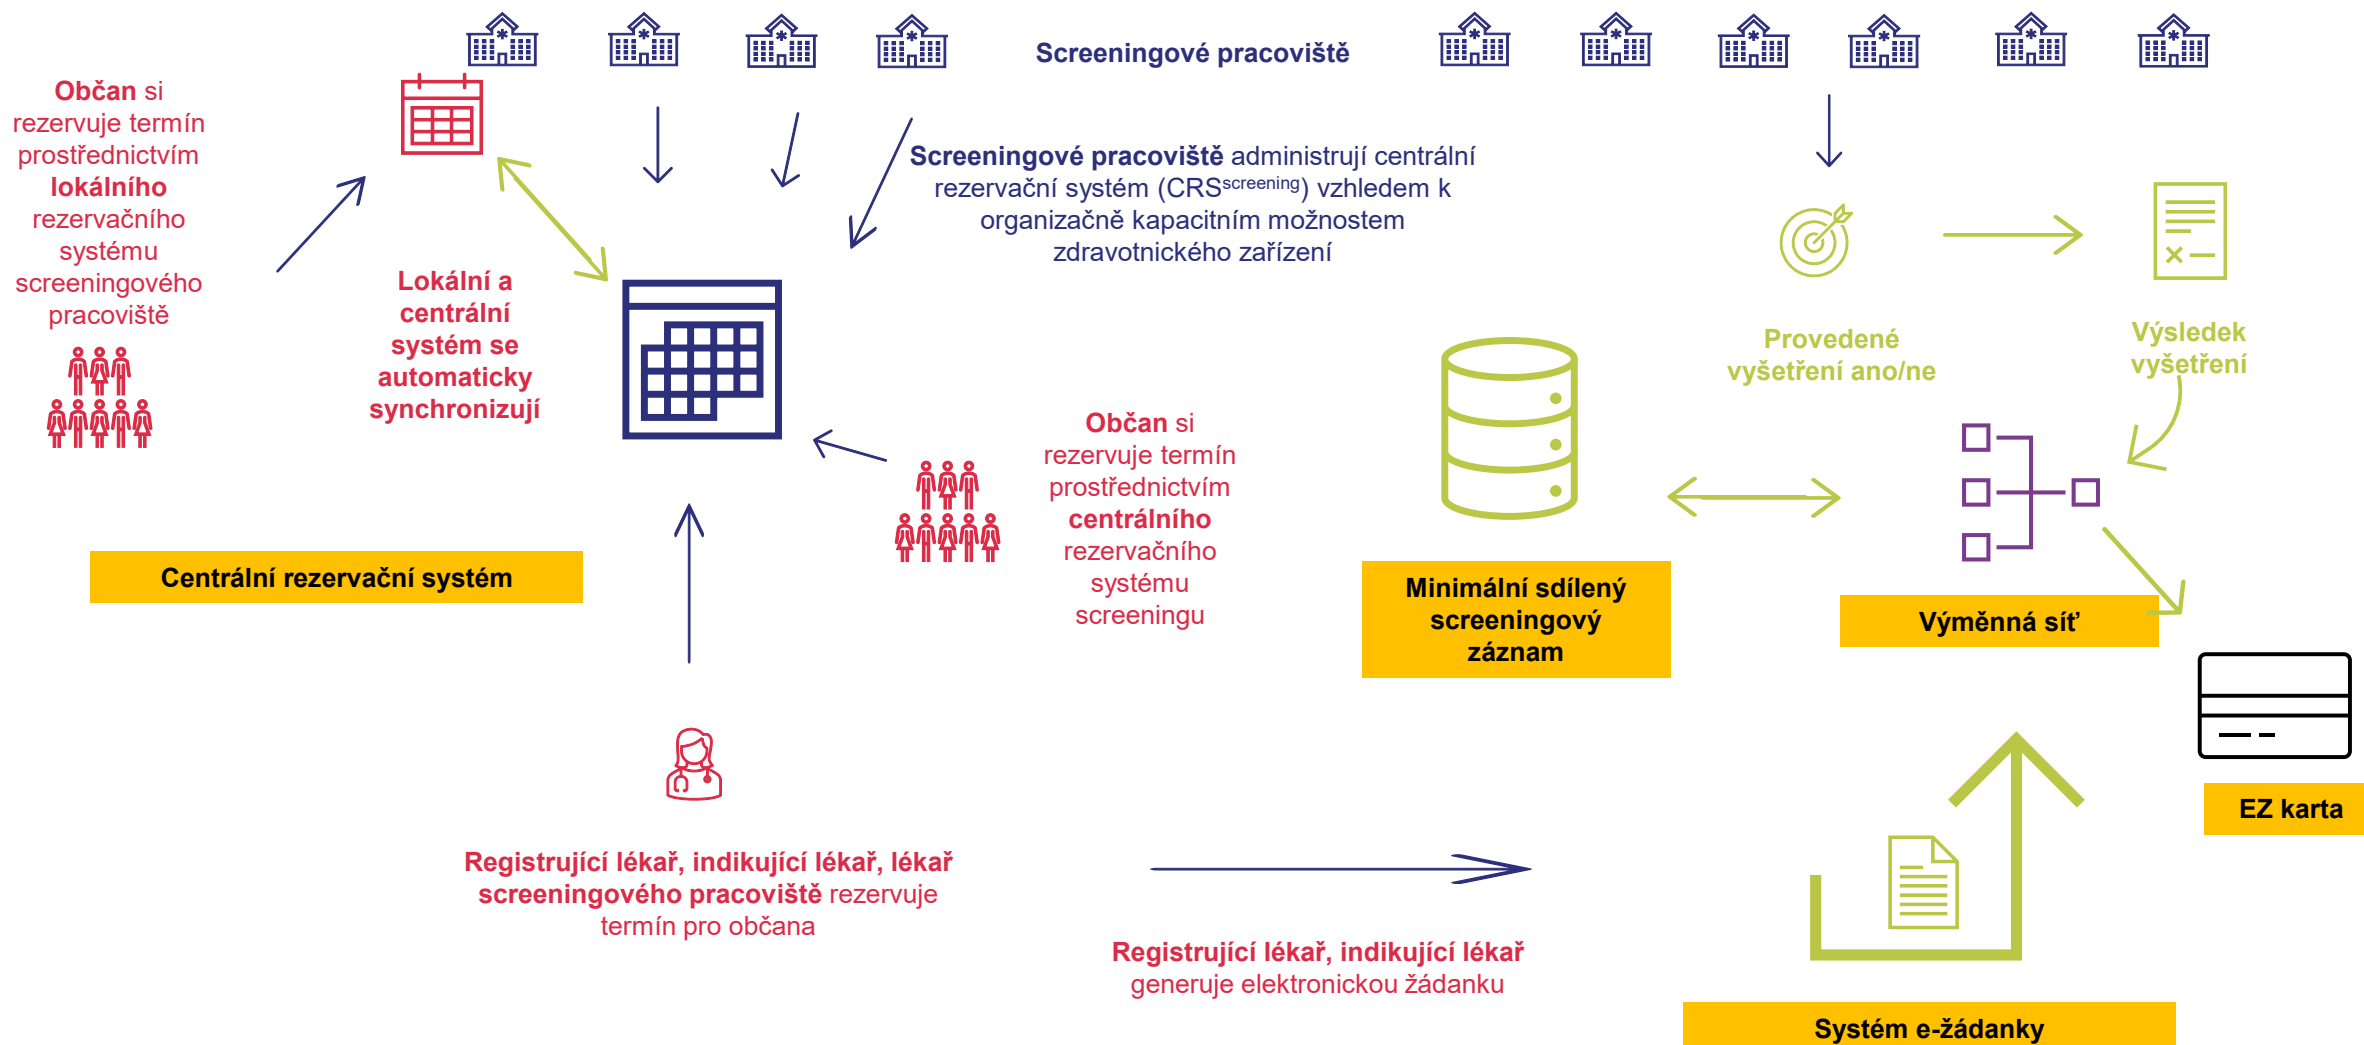 Screeningové pracoviště
Občan si
rezervuje termín
prostřednictvím
lokálního
rezervačního
systému
screeningového
pracoviště
Screeningové pracoviště administrují centrální
rezervační systém (CRSscreening) vzhledem k
organizačně kapacitním možnostem
zdravotnického zařízení
Lokální a
centrální
systém se
automaticky
synchronizují
Provedené
vyšetření ano/ne
Výsledek
vyšetření
Občan si
rezervuje termín
prostřednictvím
centrálního
rezervačního
systému
screeningu
Centrální rezervační systém
Minimální sdílený
screeningový
záznam
Výměnná síť
EZ karta
Registrující lékař, indikující lékař, lékař
screeningového pracoviště rezervuje
termín pro občana
Registrující lékař, indikující lékař
generuje elektronickou žádanku
Systém e-žádanky